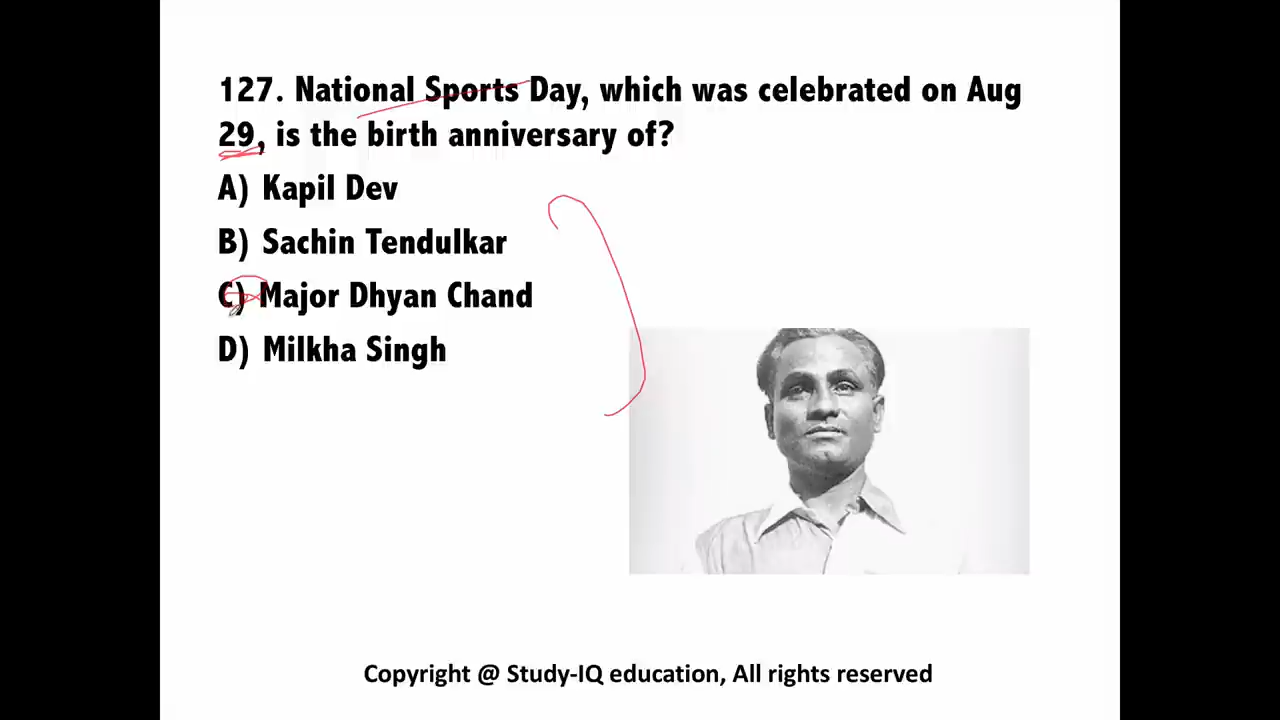 127. National Sports Day, which was celebrated on Aug
29, is the birth anniversary of?
A) Kapil Dev
B) Sachin Tendulkar
C) Major Dhyan Chand
D) Milkha Singh
Copyright @ Study-IQ education, All rights reserved